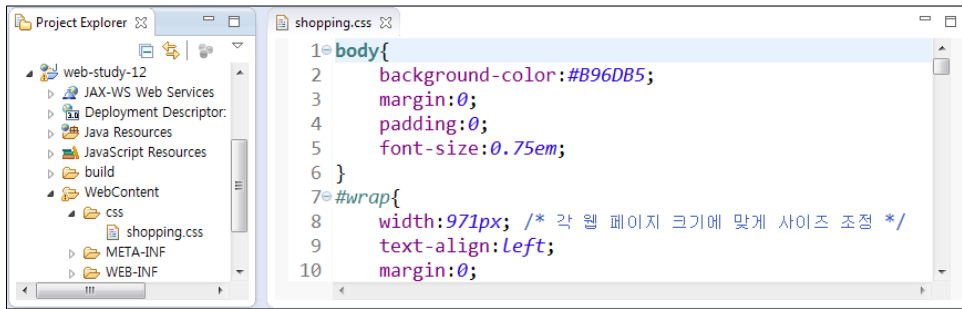 Project Explorer
web-study-12
JAX-WS Web Services
Deployment Descriptor:
Java Resources
JavaScript Resources
build
WebContent
css
shopping.css
META-INF
WEB-INF
shopping.css
1 body{
2 background-color:#B96DB5;
3 margin:0;
4 padding:0;
5 font-size:0.75em;
6 }
7 #wrap{
8 width:971px; /* 각 웹 페이지 크기에 맞게 사이즈 조정 */
9 text-align:left;
10 margin:0;